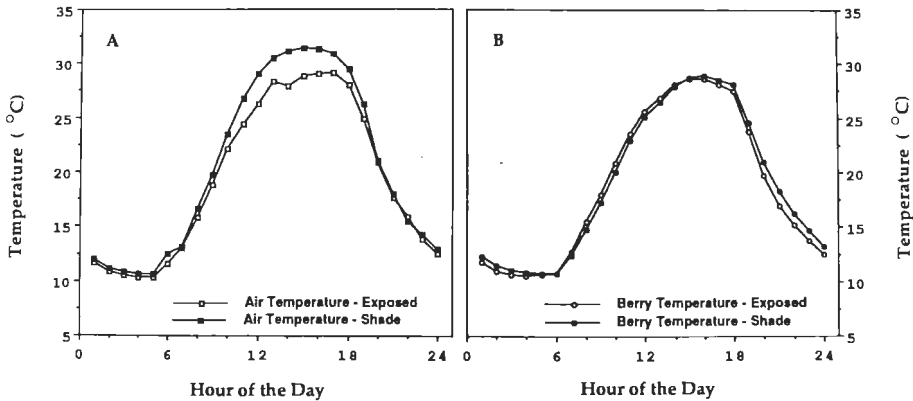 A
Temperature ( °C)
35
30
25
20
15
10
5
0
6
12
18
24
Air Temperature - Exposed
Air Temperature - Shade
Hour of the Day
B
35
30
25
20
15
10
5
Temperature ( °C)
0
6
12
18
24
Berry Temperature - Exposed
Berry Temperature - Shade
Hour of the Day